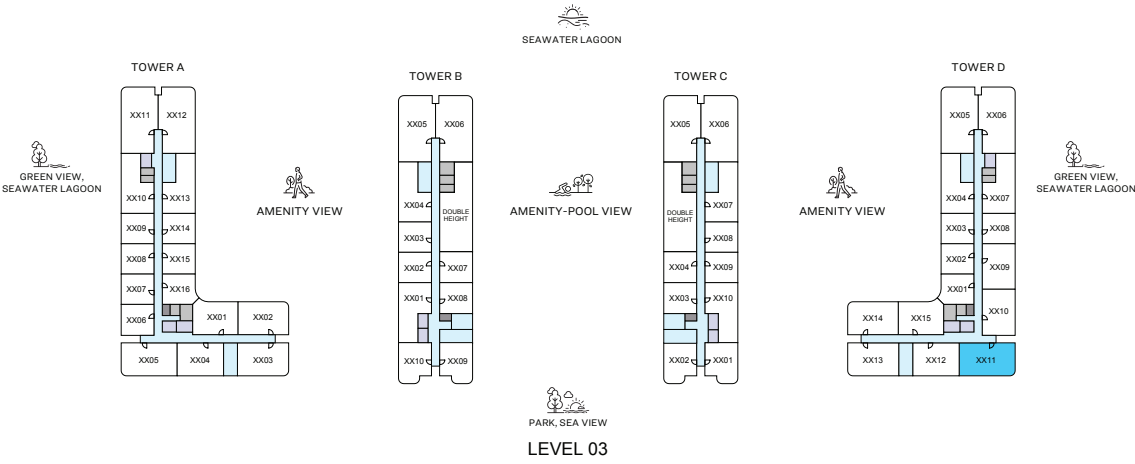 SEAWATER LAGOON
TOWER A
TOWER B
TOWER C
TOWER D
XX11 XX12
XX05 XX06
XX05 XX06
XX05 XX06
GREEN VIEW,
SEAWATER LAGOON
AMENITY VIEW
AMENITY-POOL VIEW
AMENITY VIEW
GREEN VIEW,
SEAWATER LAGOON
XX10 XX13
XX09 XX14
XX08 XX15
XX07 XX16
XX06 XX01 XX02
XX05 XX04 XX03
XX04 DOUBLE
HEIGHT
XX03
XX02 XX07
XX01 XX08
XX10 XX09
DOUBLE
HEIGHT
XX07
XX08
XX04 XX09
XX03 XX10
XX02 XX01
XX04 XX07
XX03 XX08
XX02 XX09
XX01
XX14 XX15 XX10
XX13 XX12 XX11
PARK, SEA VIEW
LEVEL 03